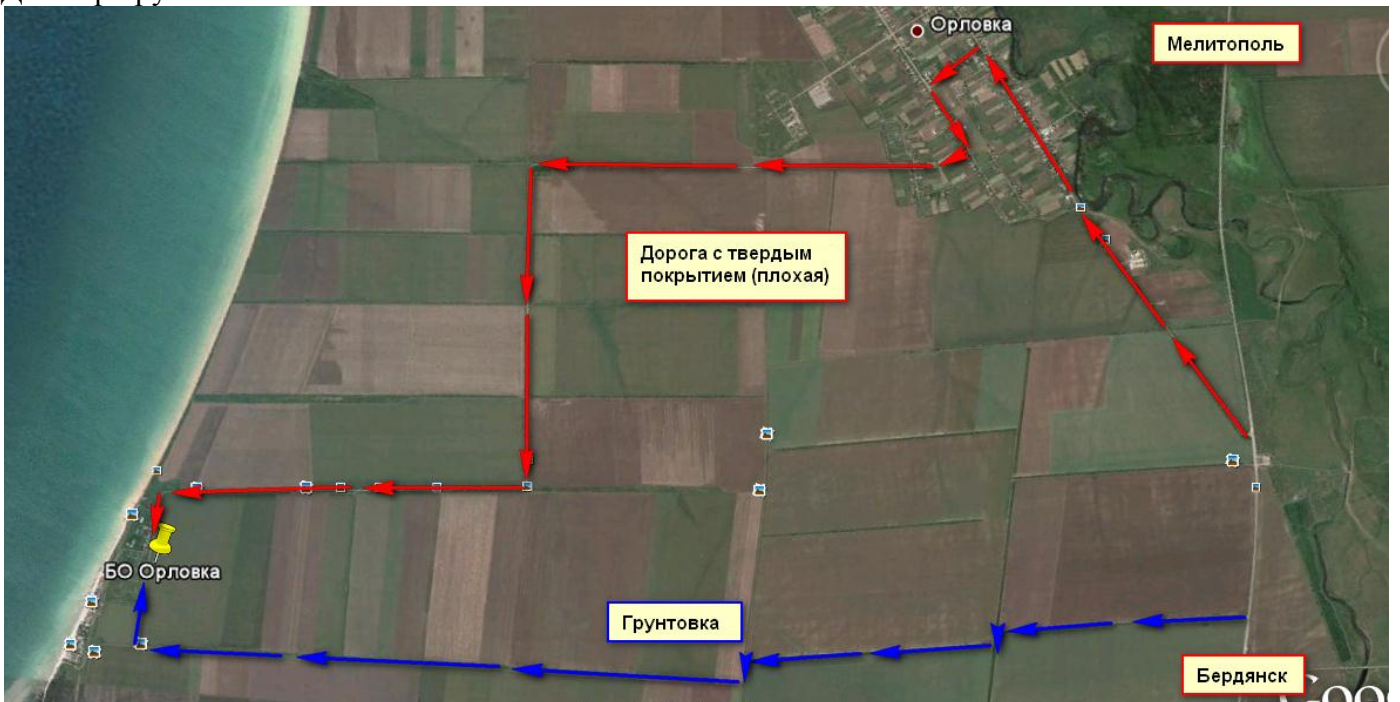 Орловка
Мелитополь
Дорога с твердым
покрытием (плохая)
БО Орловка
Грунтовка
Бердянск